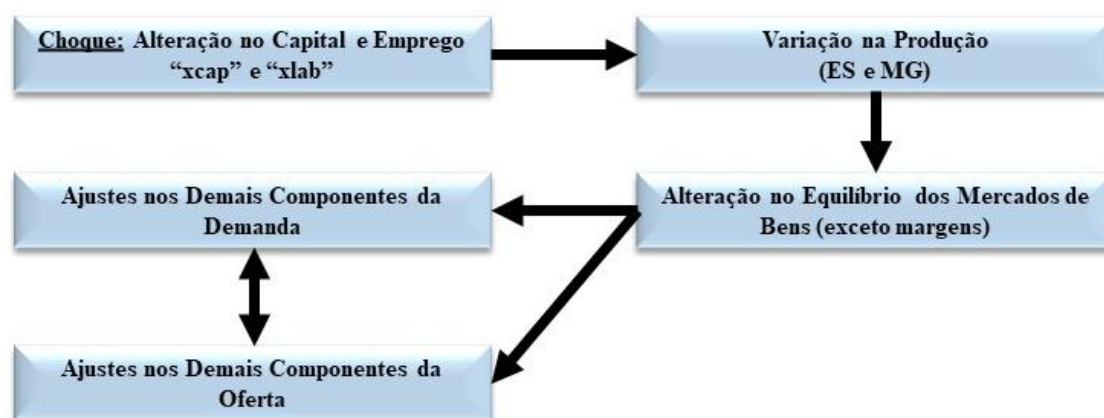 Choque: Alteração no Capital e Emprego
“xcap” e “xlab”
Variação na Produção
(ES e MG)
Alteração no Equilíbrio dos Mercados de
Bens (exceto margens)
Ajustes nos Demais Componentes da
Demanda
Ajustes nos Demais Componentes da
Oferta